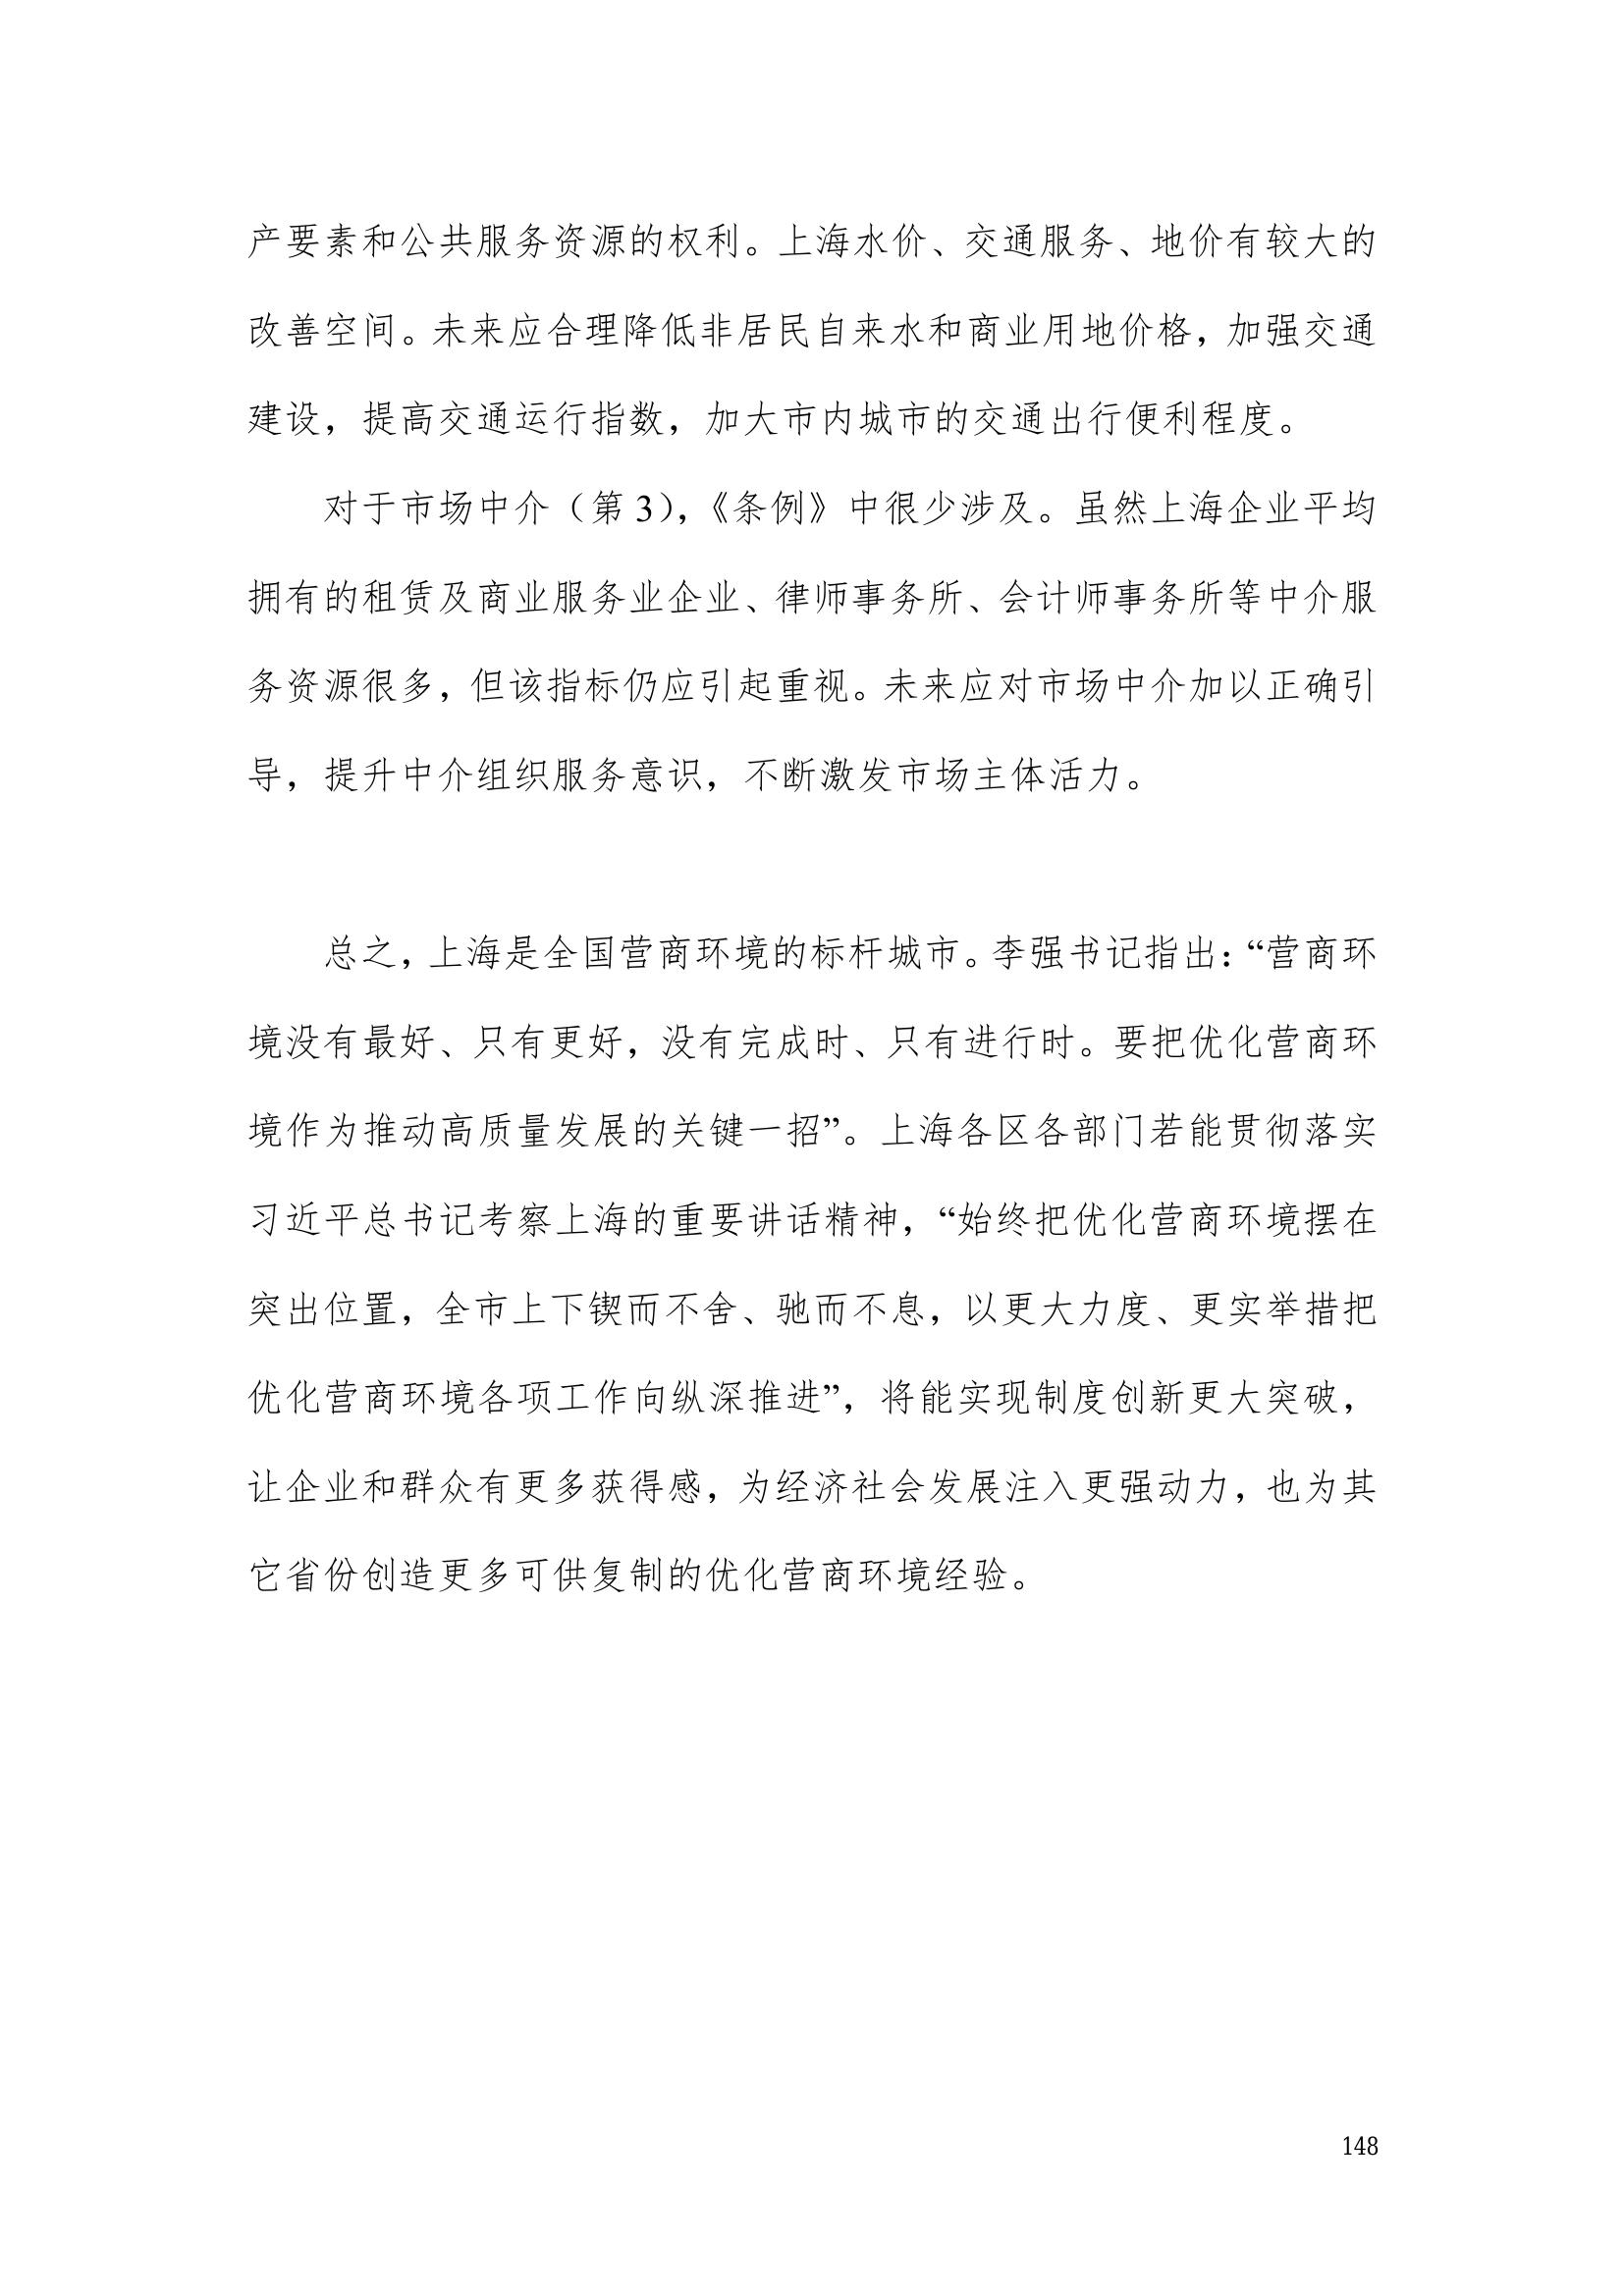 产要素和公共服务资源的权利。上海水价、交通服务、地价有较大的
改善空间。未来应合理降低非居民自来水和商业用地价格，加强交通
建设，提高交通运行指数，加大市内城市的交通出行便利程度。
对于市场中介（第 3），《条例》中很少涉及。虽然上海企业平均
拥有的租赁及商业服务业企业、律师事务所、会计师事务所等中介服
务资源很多，但该指标仍应引起重视。未来应对市场中介加以正确引
导，提升中介组织服务意识，不断激发市场主体活力。
总之，上海是全国营商环境的标杆城市。李强书记指出：“营商环
境没有最好、只有更好，没有完成时、只有进行时。要把优化营商环
境作为推动高质量发展的关键一招”。上海各区各部门若能贯彻落实
习近平总书记考察上海的重要讲话精神，“始终把优化营商环境摆在
突出位置，全市上下锲而不舍、驰而不息，以更大力度、更实举措把
优化营商环境各项工作向纵深推进”，将能实现制度创新更大突破，
让企业和群众有更多获得感，为经济社会发展注入更强动力，也为其
它省份创造更多可供复制的优化营商环境经验。
148